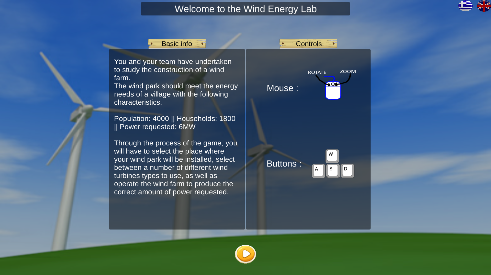 Welcome to the Wind Energy Lab
Basic info
Controls
You and your team have undertaken
to study the construction of a wind
farm.
The wind park should meet the energy
needs of a village with the following
characteristics.
Population: 4000 || Households: 1800
|| Power requested: 6MW
Through the process of the game, you
will have to select the place where
your wind park will be installed, select
between a number of different wind
turbines types to use, as well as
operate the wind farm to produce the
correct amount of power requested.
ROTATE
ZOOM
Mouse :
Buttons :
W
A
D